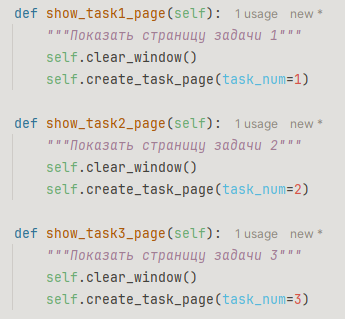 def show_task1_page(self): 1 usage new *
"""Показать страницу задачи 1"""
self.clear_window()
self.create_task_page(task_num=1)
def show_task2_page(self): 1 usage new *
"""Показать страницу задачи 2"""
self.clear_window()
self.create_task_page(task_num=2)
def show_task3_page(self): 1 usage new *
"""Показать страницу задачи 3"""
self.clear_window()
self.create_task_page(task_num=3)